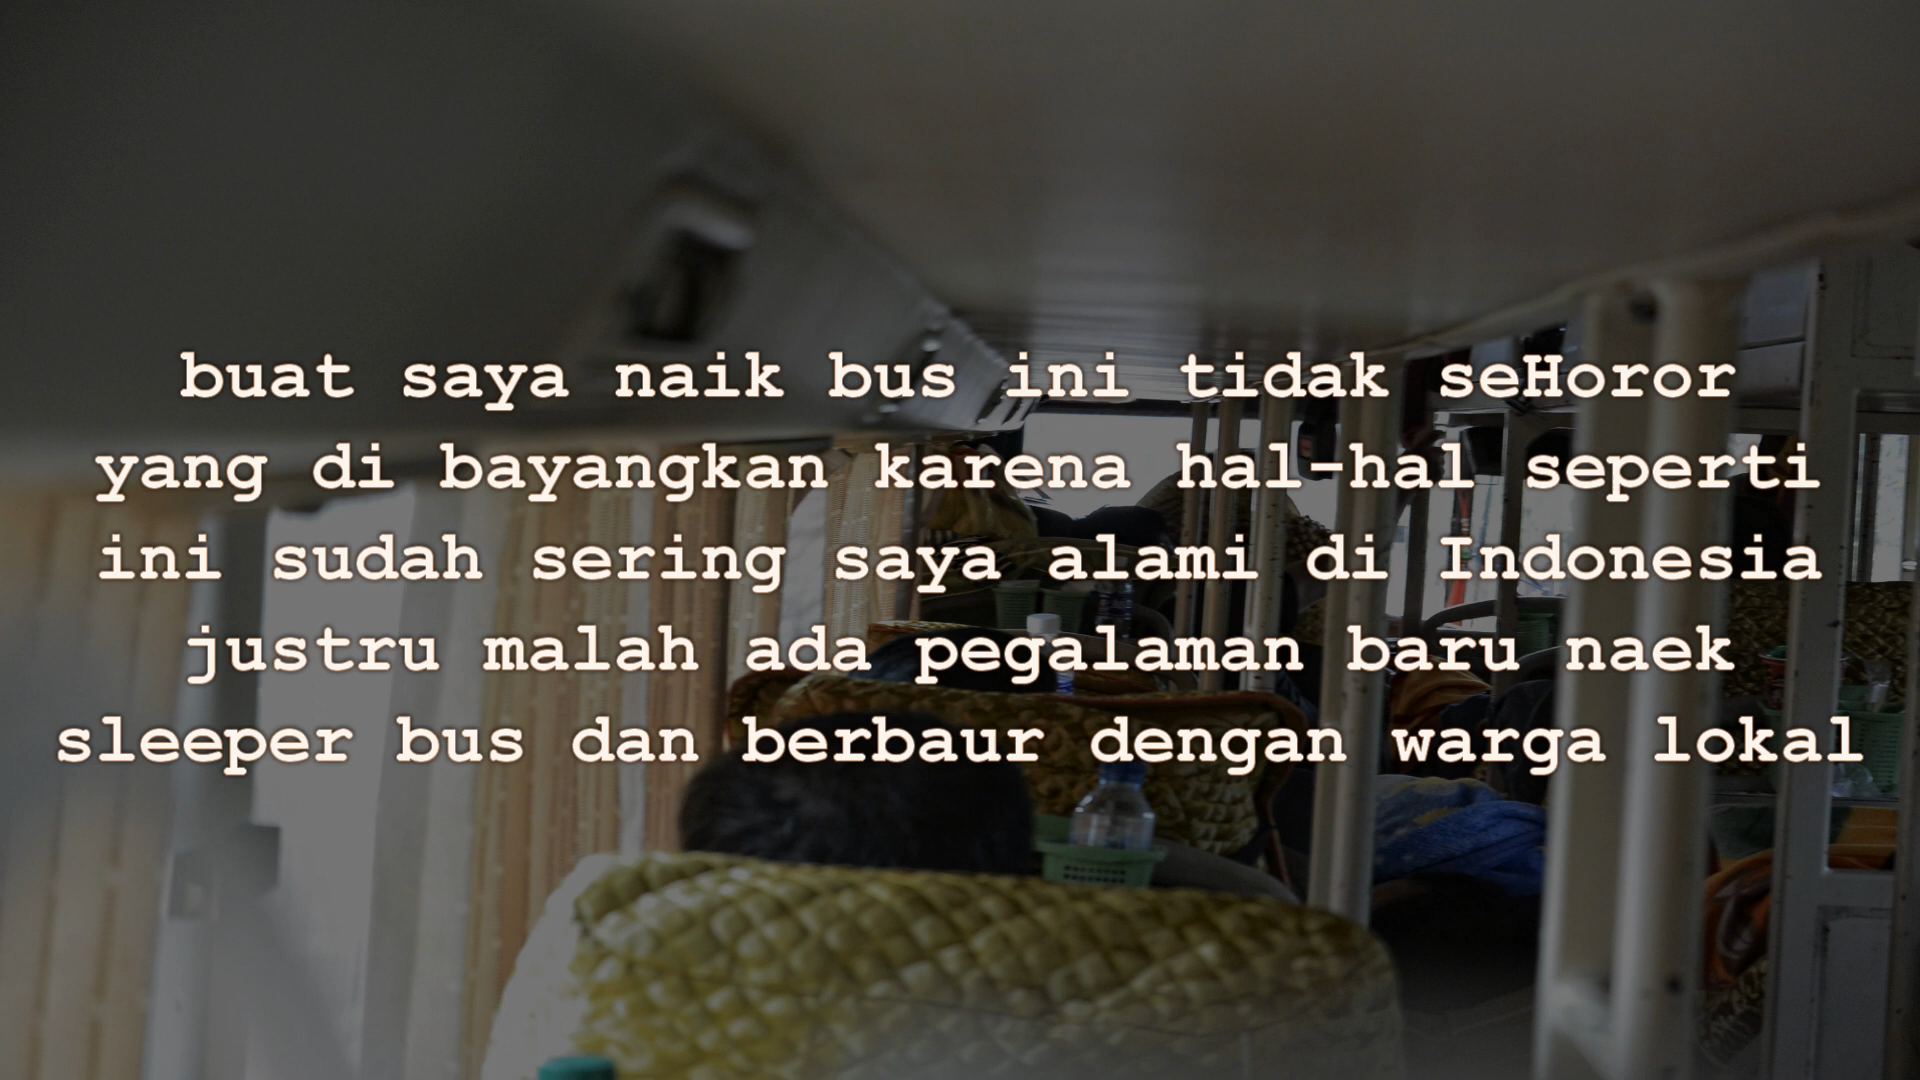 buat saya naik bus ini tidak seHoror
yang di bayangkan karena hal-hal seperti
ini sudah sering saya alami di Indonesia
justru malah ada pegalaman baru naek
sleeper bus dan berbaur dengan warga lokal